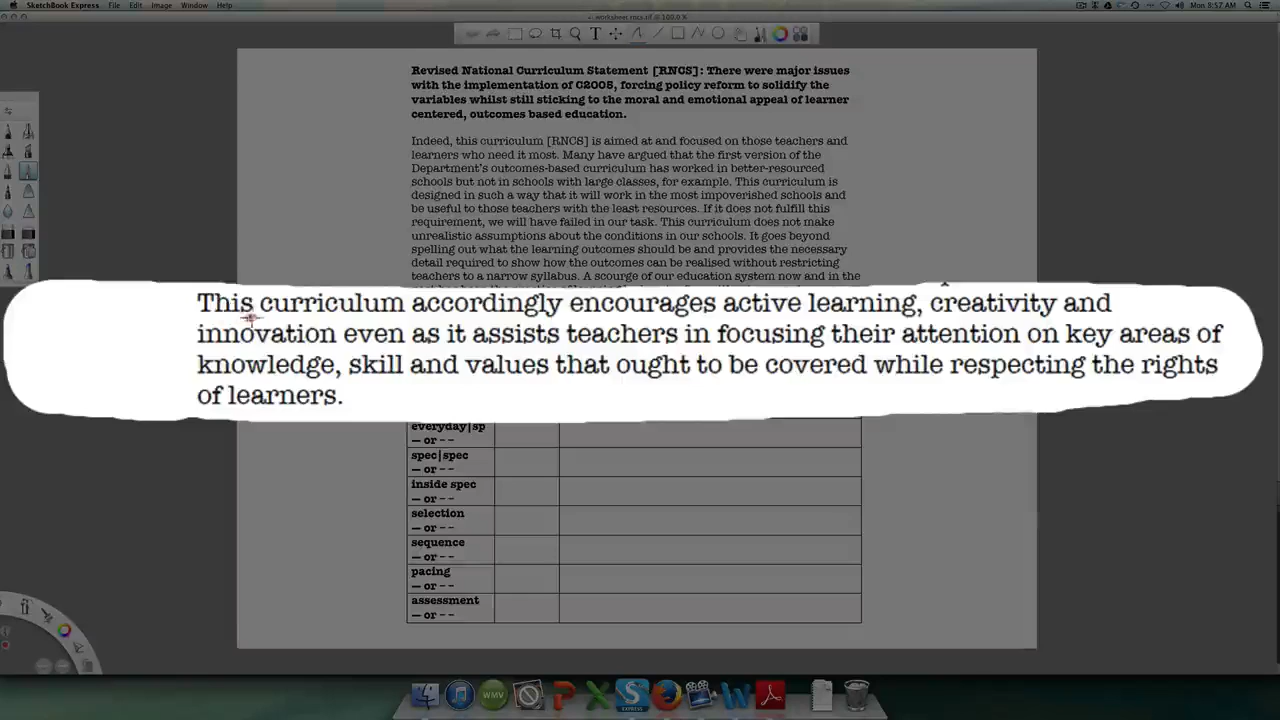 SketchBook Express File Edit Image Window Help
Mon 8:57 AM
worksheet rncs.tif @ 100.0 %
Revised National Curriculum Statement [RNCS]: There were major issues
with the implementation of C2005, forcing policy reform to solidify the
variables whilst still sticking to the moral and emotional appeal of learner
centered, outcomes based education.
Indeed, this curriculum [RNCS] is aimed at and focused on those teachers and
learners who need it most. Many have argued that the first version of the
Department's outcomes-based curriculum has worked in better-resourced
schools but not in schools with large classes, for example. This curriculum is
designed in such a way that it will work in the most impoverished schools and
be useful to those teachers with the least resources. If it does not fulfill this
requirement, we will have failed in our task. This curriculum does not make
unrealistic assumptions about the conditions in our schools. It goes beyond
spelling out what the learning outcomes should be and provides the necessary
detail required to show how the outcomes can be realised without restricting
teachers to a narrow syllabus. A scourge of our education system now and in the
This curriculum accordingly encourages active learning, creativity and
innovation even as it assists teachers in focusing their attention on key areas of
knowledge, skill and values that ought to be covered while respecting the rights
of learners.
everyday|sp
— or - -
spec|spec
— or - -
inside spec
— or - -
selection
— or - -
sequence
— or - -
pacing
— or - -
assessment
— or - -
WMV
EXPRESS